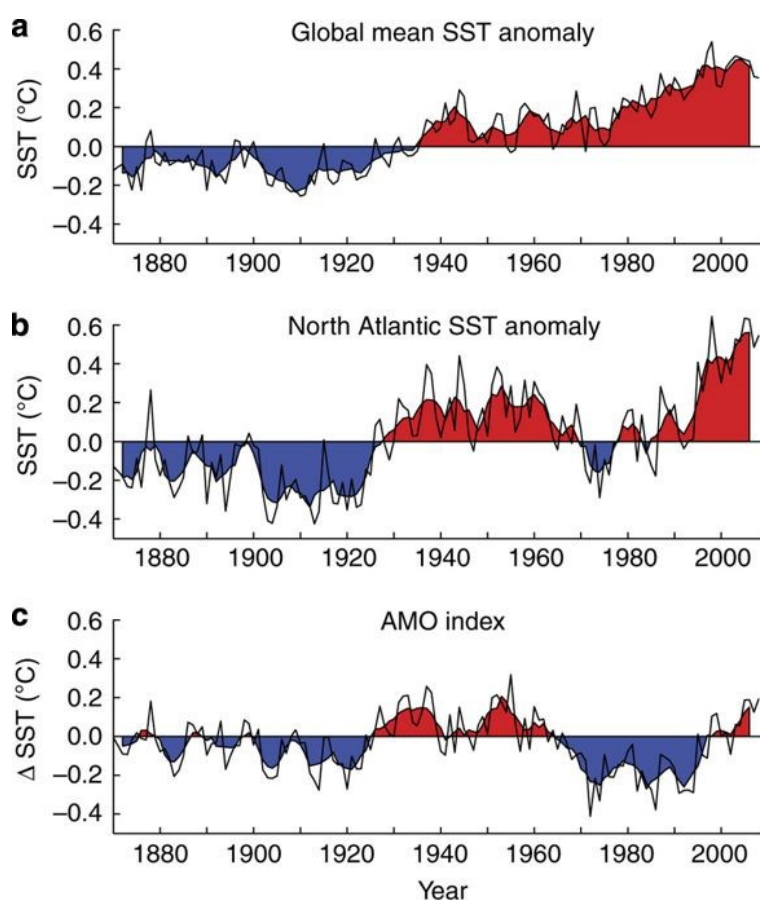 a
Global mean SST anomaly
SST (°C)
0.6
0.4
0.2
0.0
−0.2
−0.4
1880 1900 1920 1940 1960 1980 2000
b
North Atlantic SST anomaly
SST (°C)
0.6
0.4
0.2
0.0
−0.2
−0.4
1880 1900 1920 1940 1960 1980 2000
c
AMO index
Δ SST (°C)
0.6
0.4
0.2
0.0
−0.2
−0.4
1880 1900 1920 1940 1960 1980 2000
Year